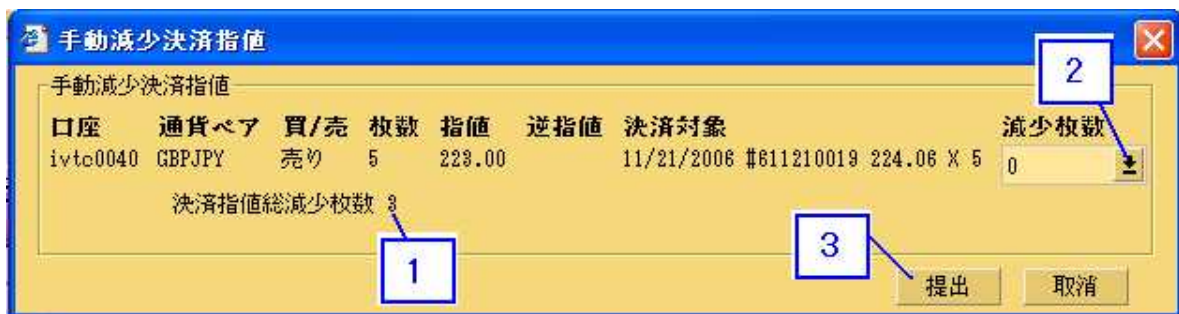 手動減少決済指値
2
手動減少決済指値
口座 通貨ペア 買/売 枚数 指値 逆指値 決済対象 減少枚数
ivtc0040 GBPJPY 売り 5 223.00 11/21/2006 #611210019 224.06 X 5 0
決済指値総減少枚数 3
1
3
提出 取消